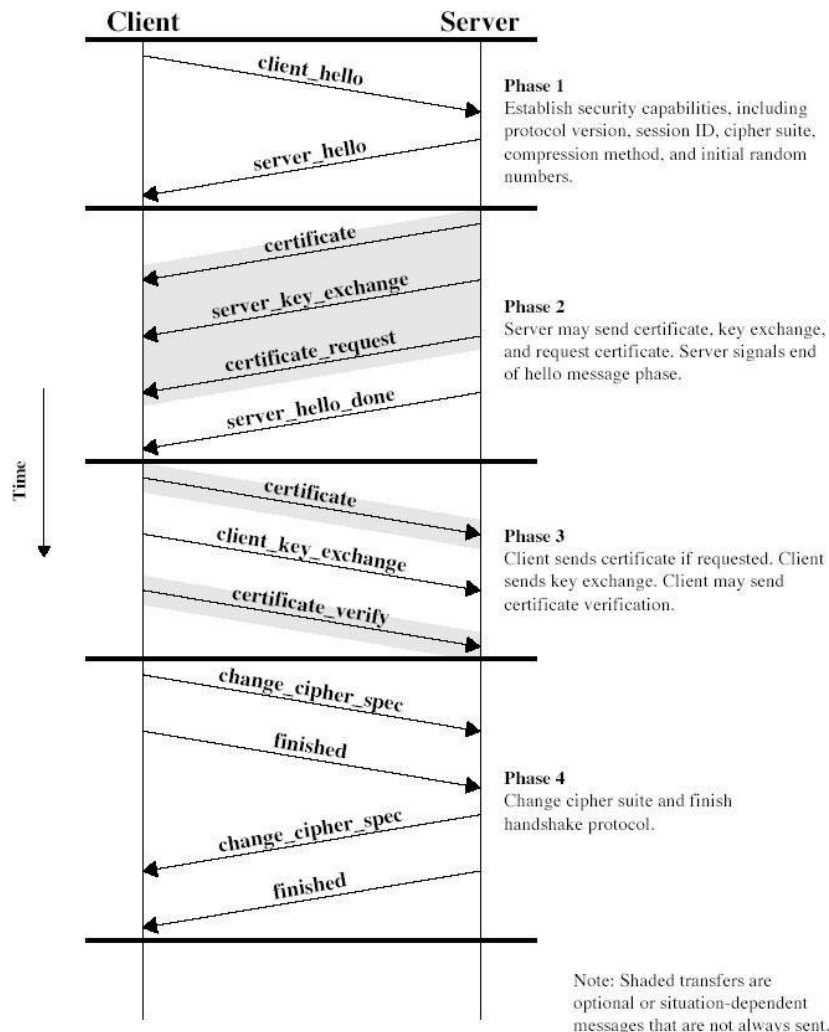 Client
Server
client_hello
Phase 1
Establish security capabilities, including
protocol version, session ID, cipher suite,
compression method, and initial random
numbers.
server_hello
certificate
server_key_exchange
Phase 2
Server may send certificate, key exchange,
and request certificate. Server signals end
of hello message phase.
certificate_request
server_hello_done
Time
certificate
client_key_exchange
Phase 3
Client sends certificate if requested. Client
sends key exchange. Client may send
certificate verification.
certificate_verify
change_cipher_spec
finished
Phase 4
Change cipher suite and finish
handshake protocol.
change_cipher_spec
finished
Note: Shaded transfers are
optional or situation-dependent
messages that are not always sent.